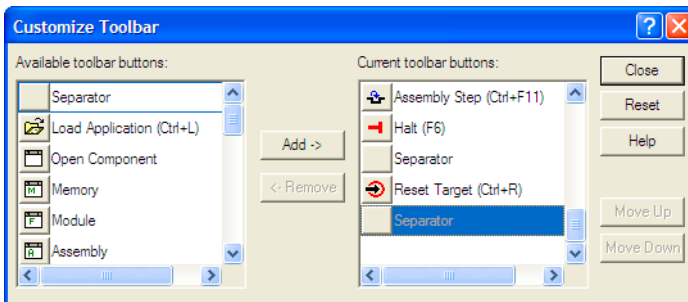 Customize Toolbar
Available toolbar buttons:
Separator
Load Application (Ctrl+L)
Open Component
M Memory
F Module
A Assembly
Add ->
<- Remove
Current toolbar buttons:
Assembly Step (Ctrl+F11)
Halt (F6)
Separator
Reset Target (Ctrl+R)
Separator
Close
Reset
Help
Move Up
Move Down